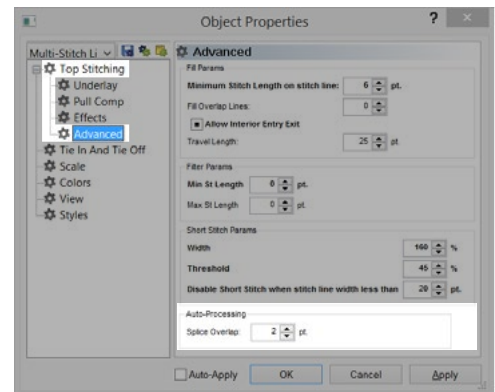 Object Properties
?
Multi-Stitch Li
Top Stitching
Underlay
Pull Comp
Effects
Advanced
Tie In And Tie Off
Scale
Colors
View
Styles
Advanced
Fill Params
Minimum Stitch Length on stitch line: 6 pt.
Fill Overlap Lines: 0
Allow Interior Entry Exit
Travel Length: 25 pt.
Filter Params
Min St Length 0 pt.
Max St Length 0 pt.
Short Stitch Params
Width 160 %
Threshold 45 %
Disable Short Stitch when stitch line width less than 20 pt.
Auto-Processing
Splice Overlap: 2 pt.
Auto-Apply OK Cancel Apply